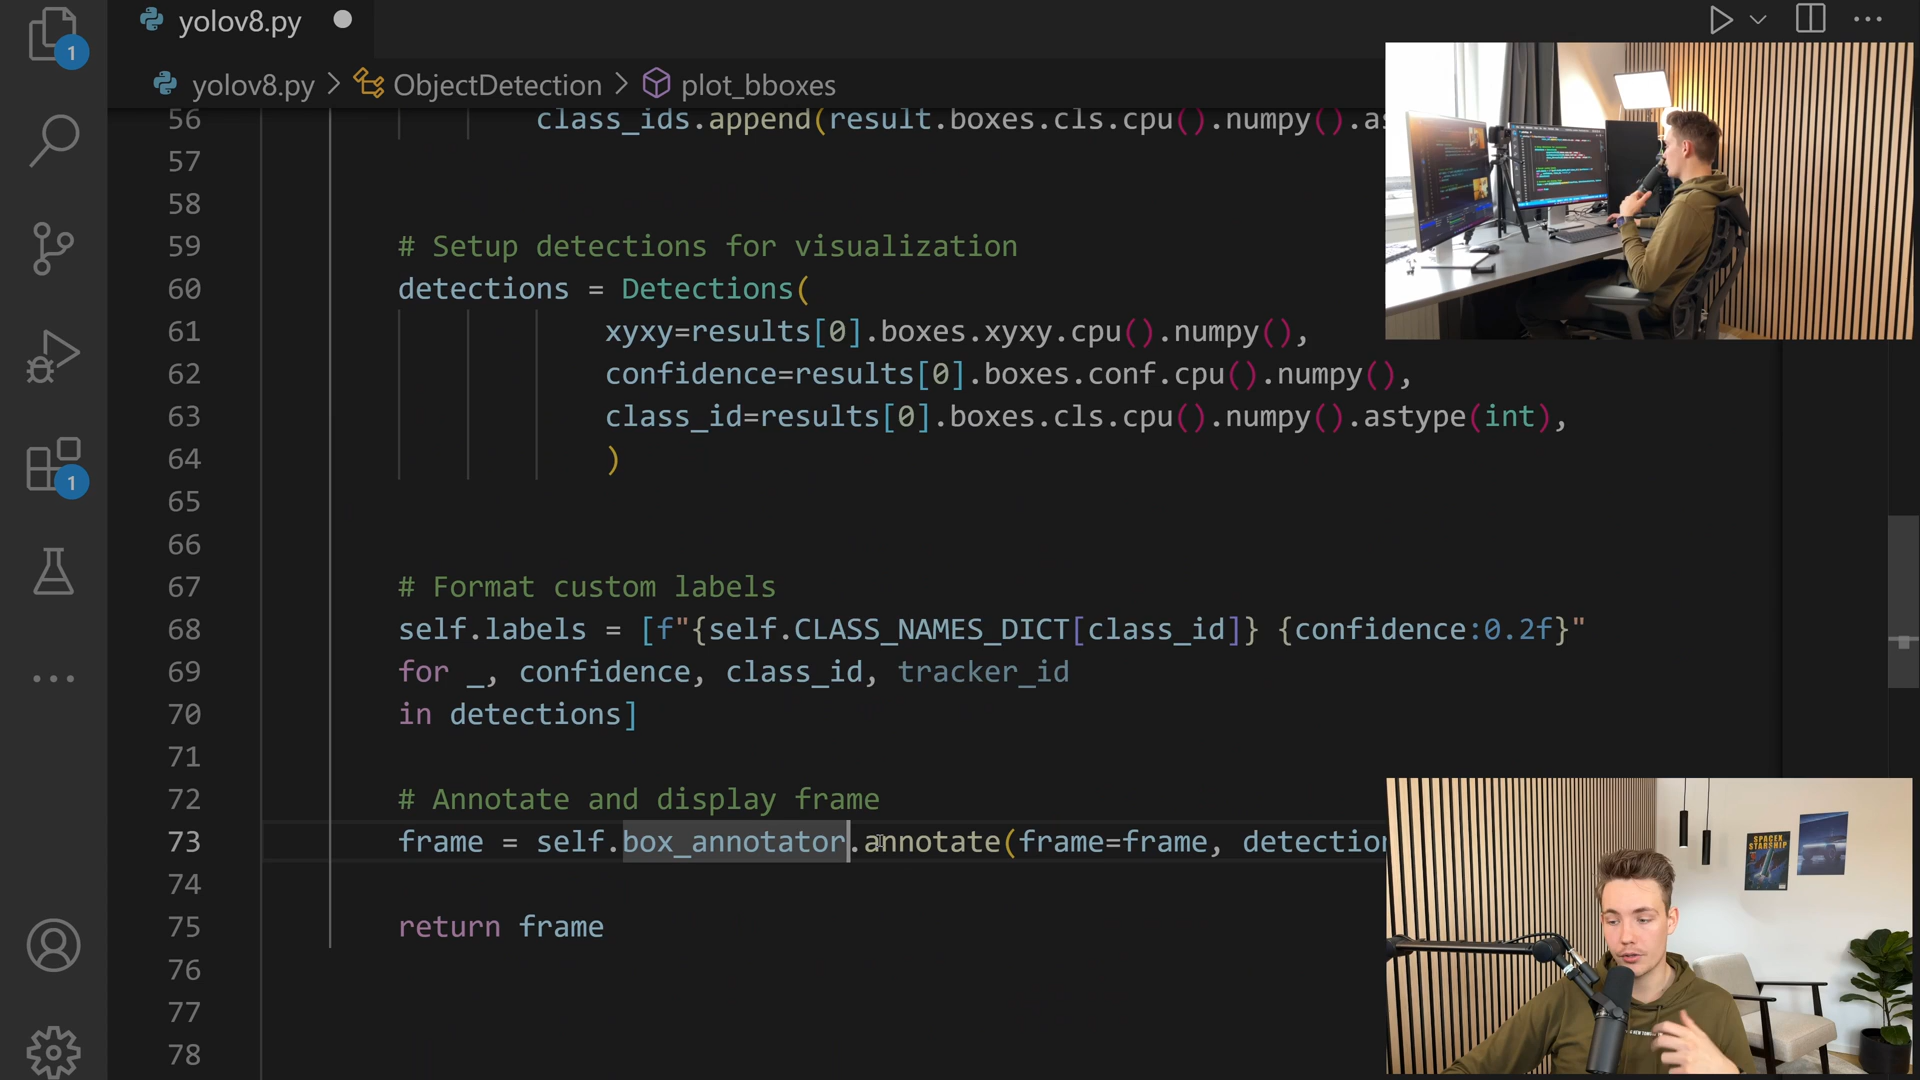 yolov8.py
yolov8.py > ObjectDetection > plot_bboxes
1
1
56 class_ids.append(result.boxes.cls.cpu().numpy().as
57
58
59 # Setup detections for visualization
60 detections = Detections(
61 xyxy=results[0].boxes.xyxy.cpu().numpy(),
62 confidence=results[0].boxes.conf.cpu().numpy(),
63 class_id=results[0].boxes.cls.cpu().numpy().astype(int),
64 )
65
66
67 # Format custom labels
68 self.labels = [f"{self.CLASS_NAMES_DICT[class_id]} {confidence:0.2f}"
69 for _, confidence, class_id, tracker_id
70 in detections]
71
72 # Annotate and display frame
73 frame = self.box_annotator.annotate(frame=frame, detection
74
75 return frame
76
77
78
SPACEX
STARSHIP